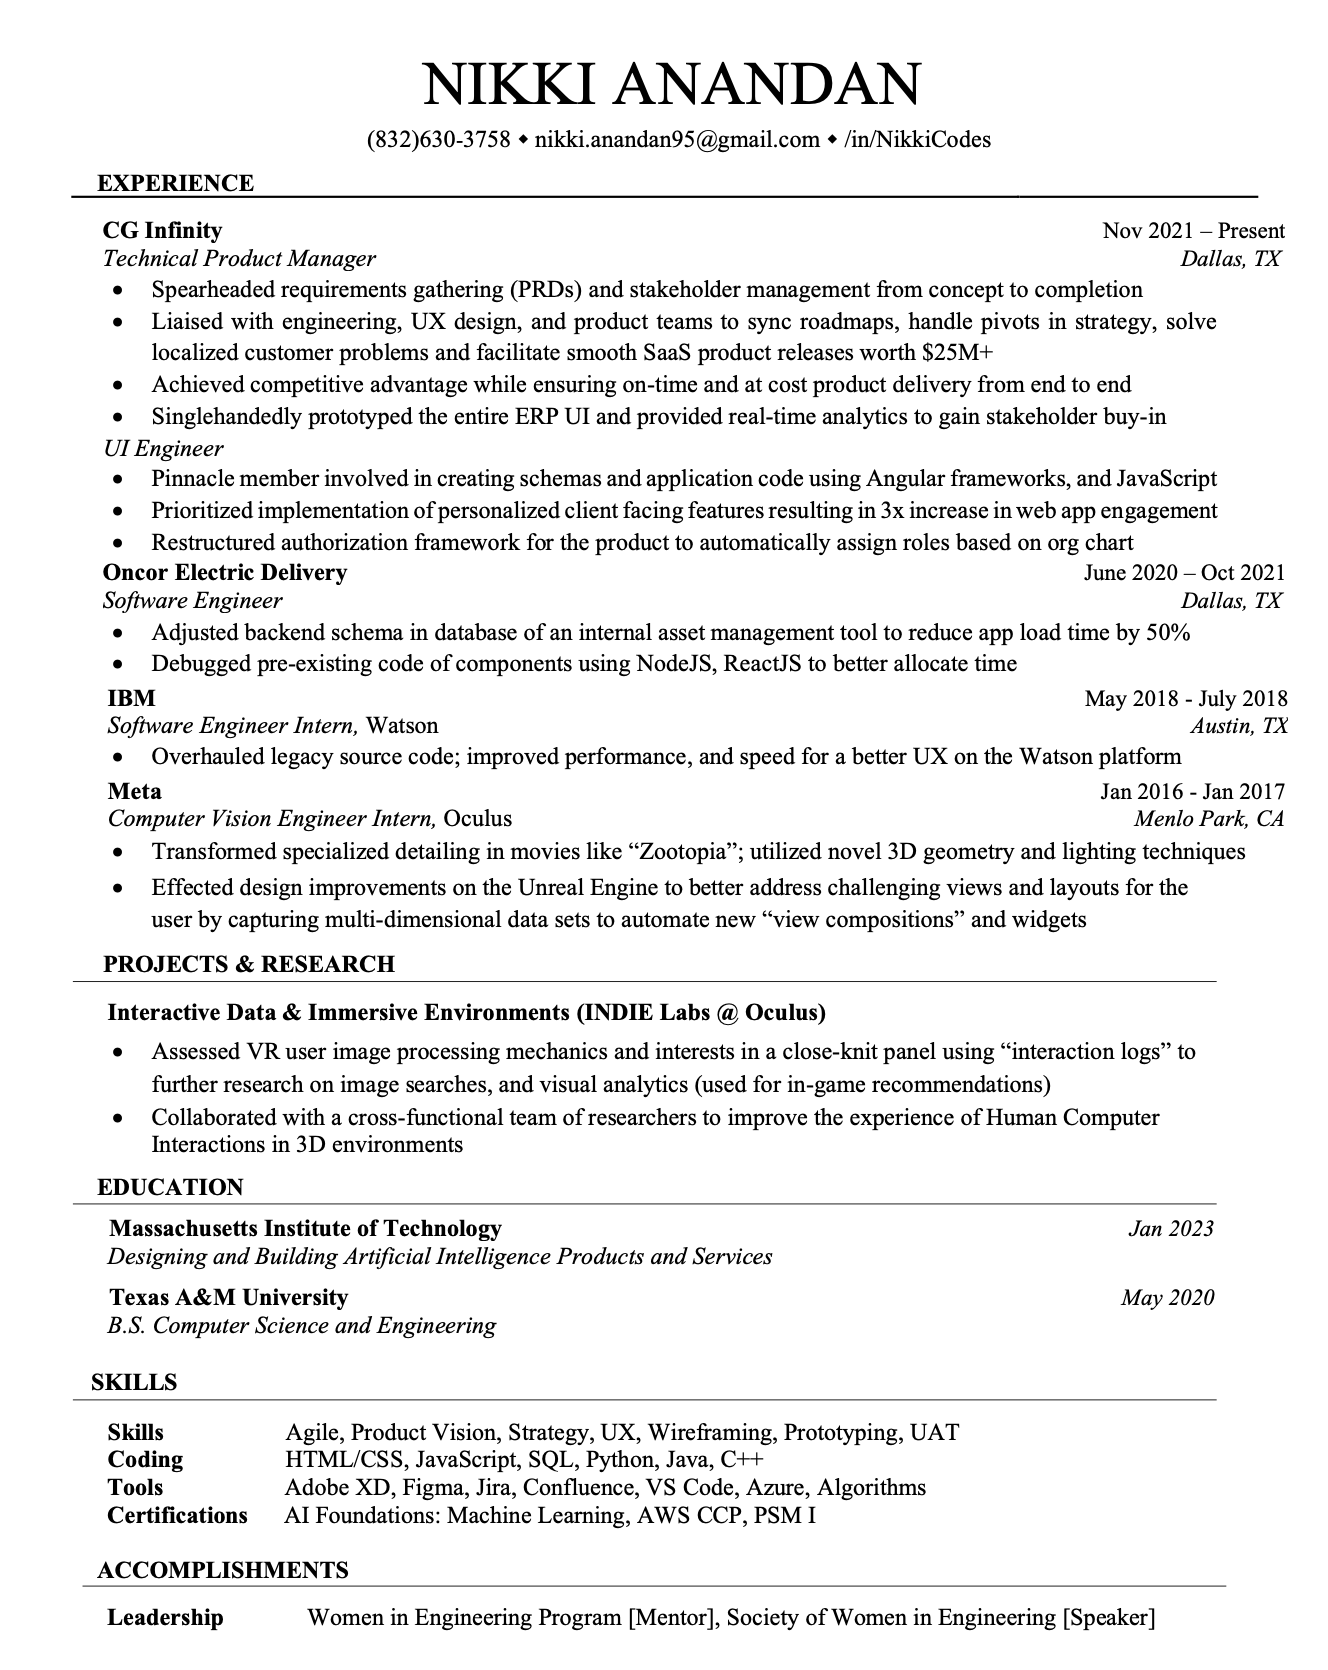 NIKKI ANANDAN
(832)630-3758 ◆ nikki.anandan95@gmail.com ◆ /in/NikkiCodes
EXPERIENCE
CG Infinity Nov 2021 – Present
Technical Product Manager Dallas, TX
• Spearheaded requirements gathering (PRDs) and stakeholder management from concept to completion
• Liaised with engineering, UX design, and product teams to sync roadmaps, handle pivots in strategy, solve
localized customer problems and facilitate smooth SaaS product releases worth $25M+
• Achieved competitive advantage while ensuring on-time and at cost product delivery from end to end
• Singlehandedly prototyped the entire ERP UI and provided real-time analytics to gain stakeholder buy-in
UI Engineer
• Pinnacle member involved in creating schemas and application code using Angular frameworks, and JavaScript
• Prioritized implementation of personalized client facing features resulting in 3x increase in web app engagement
• Restructured authorization framework for the product to automatically assign roles based on org chart
Oncor Electric Delivery June 2020 – Oct 2021
Software Engineer Dallas, TX
• Adjusted backend schema in database of an internal asset management tool to reduce app load time by 50%
• Debugged pre-existing code of components using NodeJS, ReactJS to better allocate time
IBM May 2018 - July 2018
Software Engineer Intern, Watson Austin, TX
• Overhauled legacy source code; improved performance, and speed for a better UX on the Watson platform
Meta Jan 2016 - Jan 2017
Computer Vision Engineer Intern, Oculus Menlo Park, CA
• Transformed specialized detailing in movies like “Zootopia”; utilized novel 3D geometry and lighting techniques
• Effected design improvements on the Unreal Engine to better address challenging views and layouts for the
user by capturing multi-dimensional data sets to automate new “view compositions” and widgets
PROJECTS & RESEARCH
Interactive Data & Immersive Environments (INDIE Labs @ Oculus)
• Assessed VR user image processing mechanics and interests in a close-knit panel using “interaction logs” to
further research on image searches, and visual analytics (used for in-game recommendations)
• Collaborated with a cross-functional team of researchers to improve the experience of Human Computer
Interactions in 3D environments
EDUCATION
Massachusetts Institute of Technology Jan 2023
Designing and Building Artificial Intelligence Products and Services
Texas A&M University May 2020
B.S. Computer Science and Engineering
SKILLS
Skills Agile, Product Vision, Strategy, UX, Wireframing, Prototyping, UAT
Coding HTML/CSS, JavaScript, SQL, Python, Java, C++
Tools Adobe XD, Figma, Jira, Confluence, VS Code, Azure, Algorithms
Certifications AI Foundations: Machine Learning, AWS CCP, PSM I
ACCOMPLISHMENTS
Leadership Women in Engineering Program [Mentor], Society of Women in Engineering [Speaker]